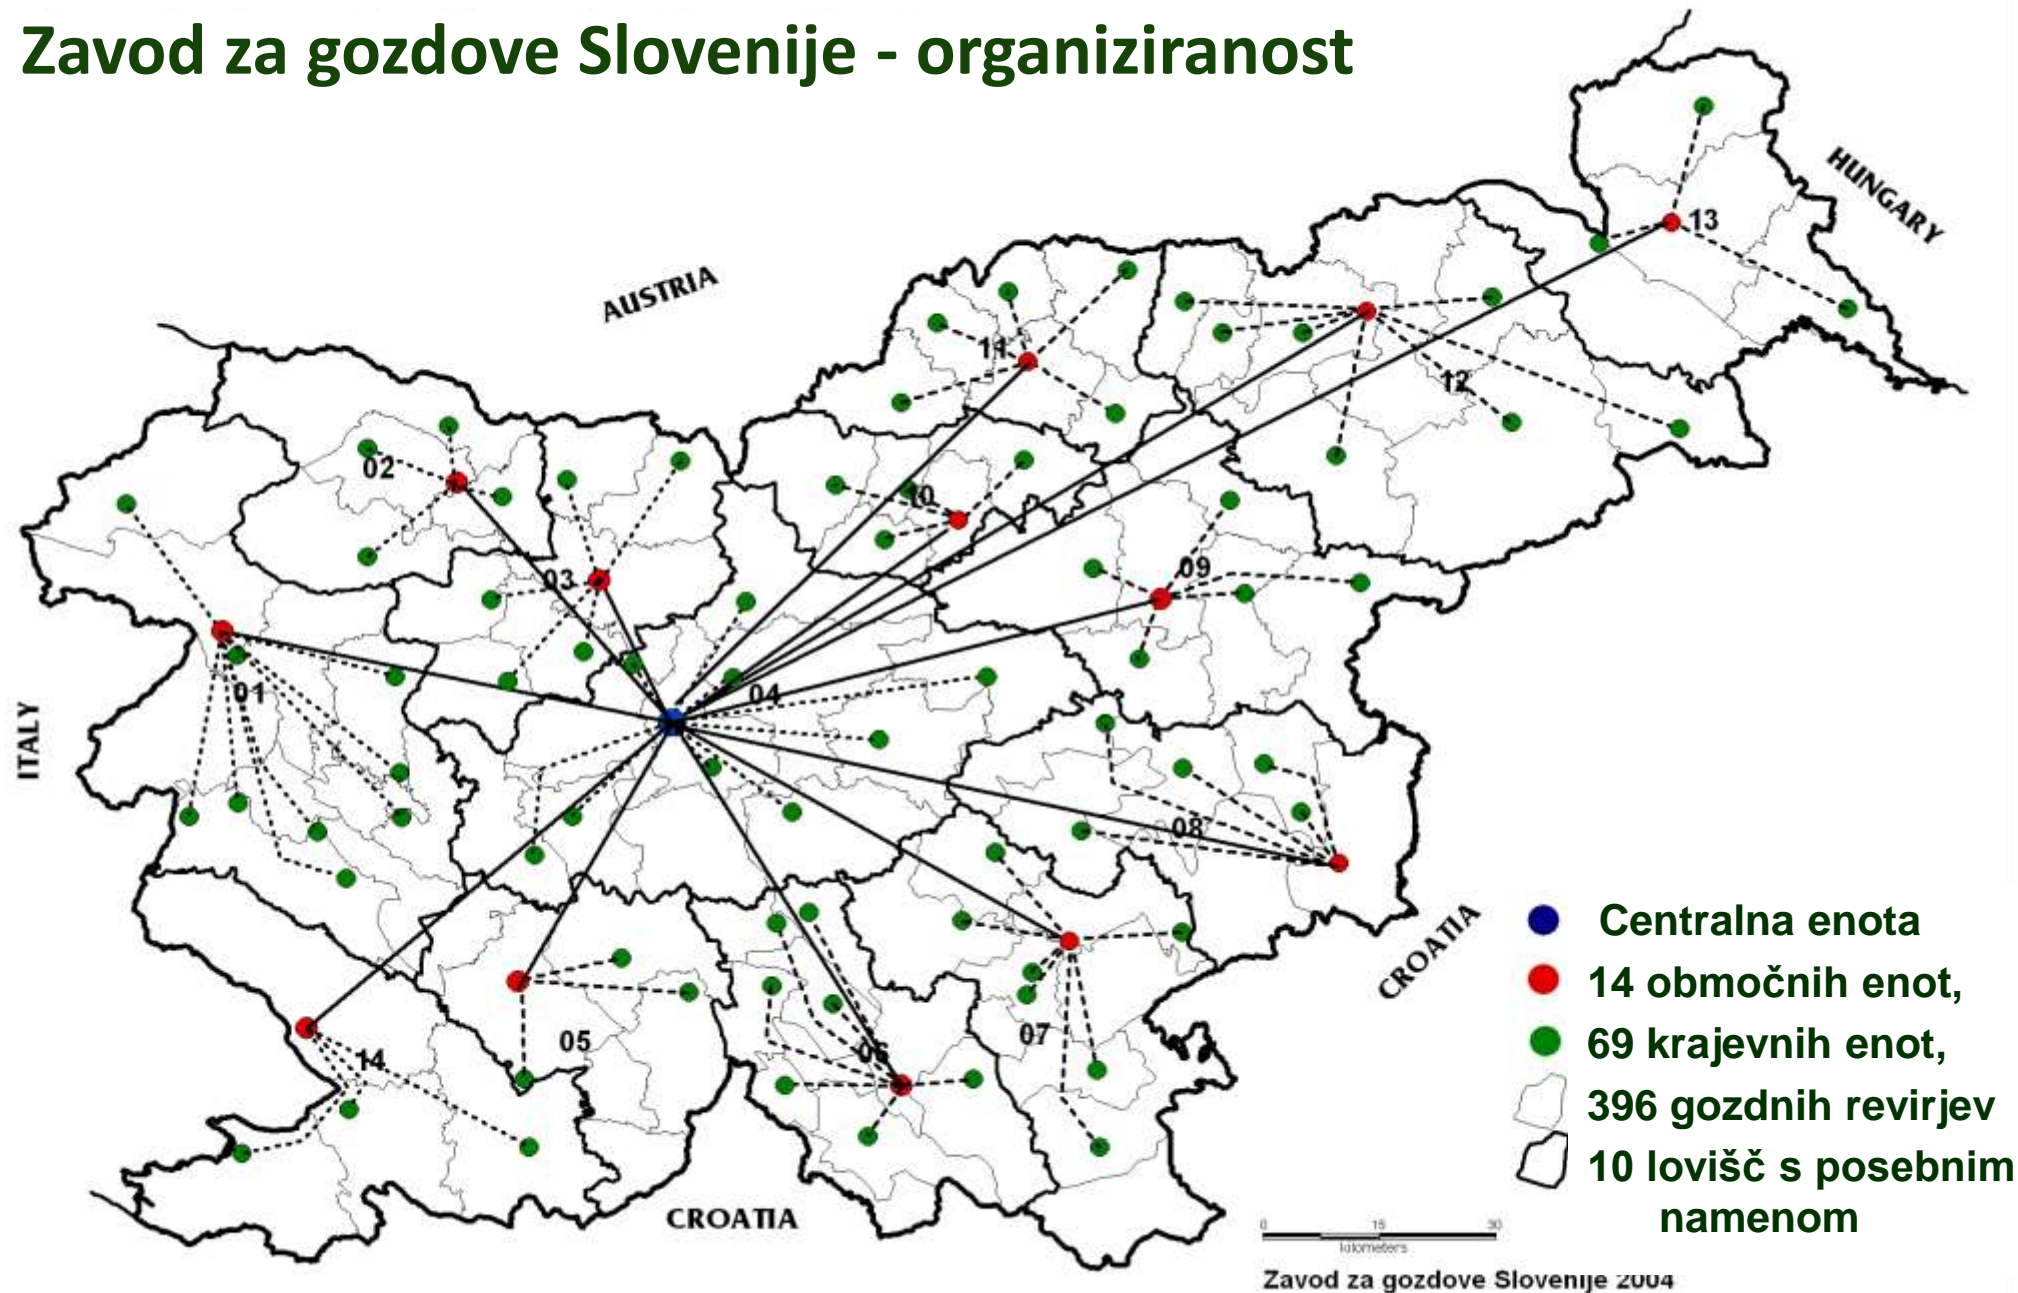 Zavod za gozdove Slovenije - organiziranost
HUNGARY
13
AUSTRIA
11
12
02
10
09
03
04
01
ITALY
08
Centralna enota
CROATIA
14 območnih enot,
69 krajevnih enot,
07
05
06
14
396 gozdnih revirjev
10 lovišč s posebnim
namenom
CROATIA
0 15 30
kilometers
Zavod za gozdove Slovenije 2004